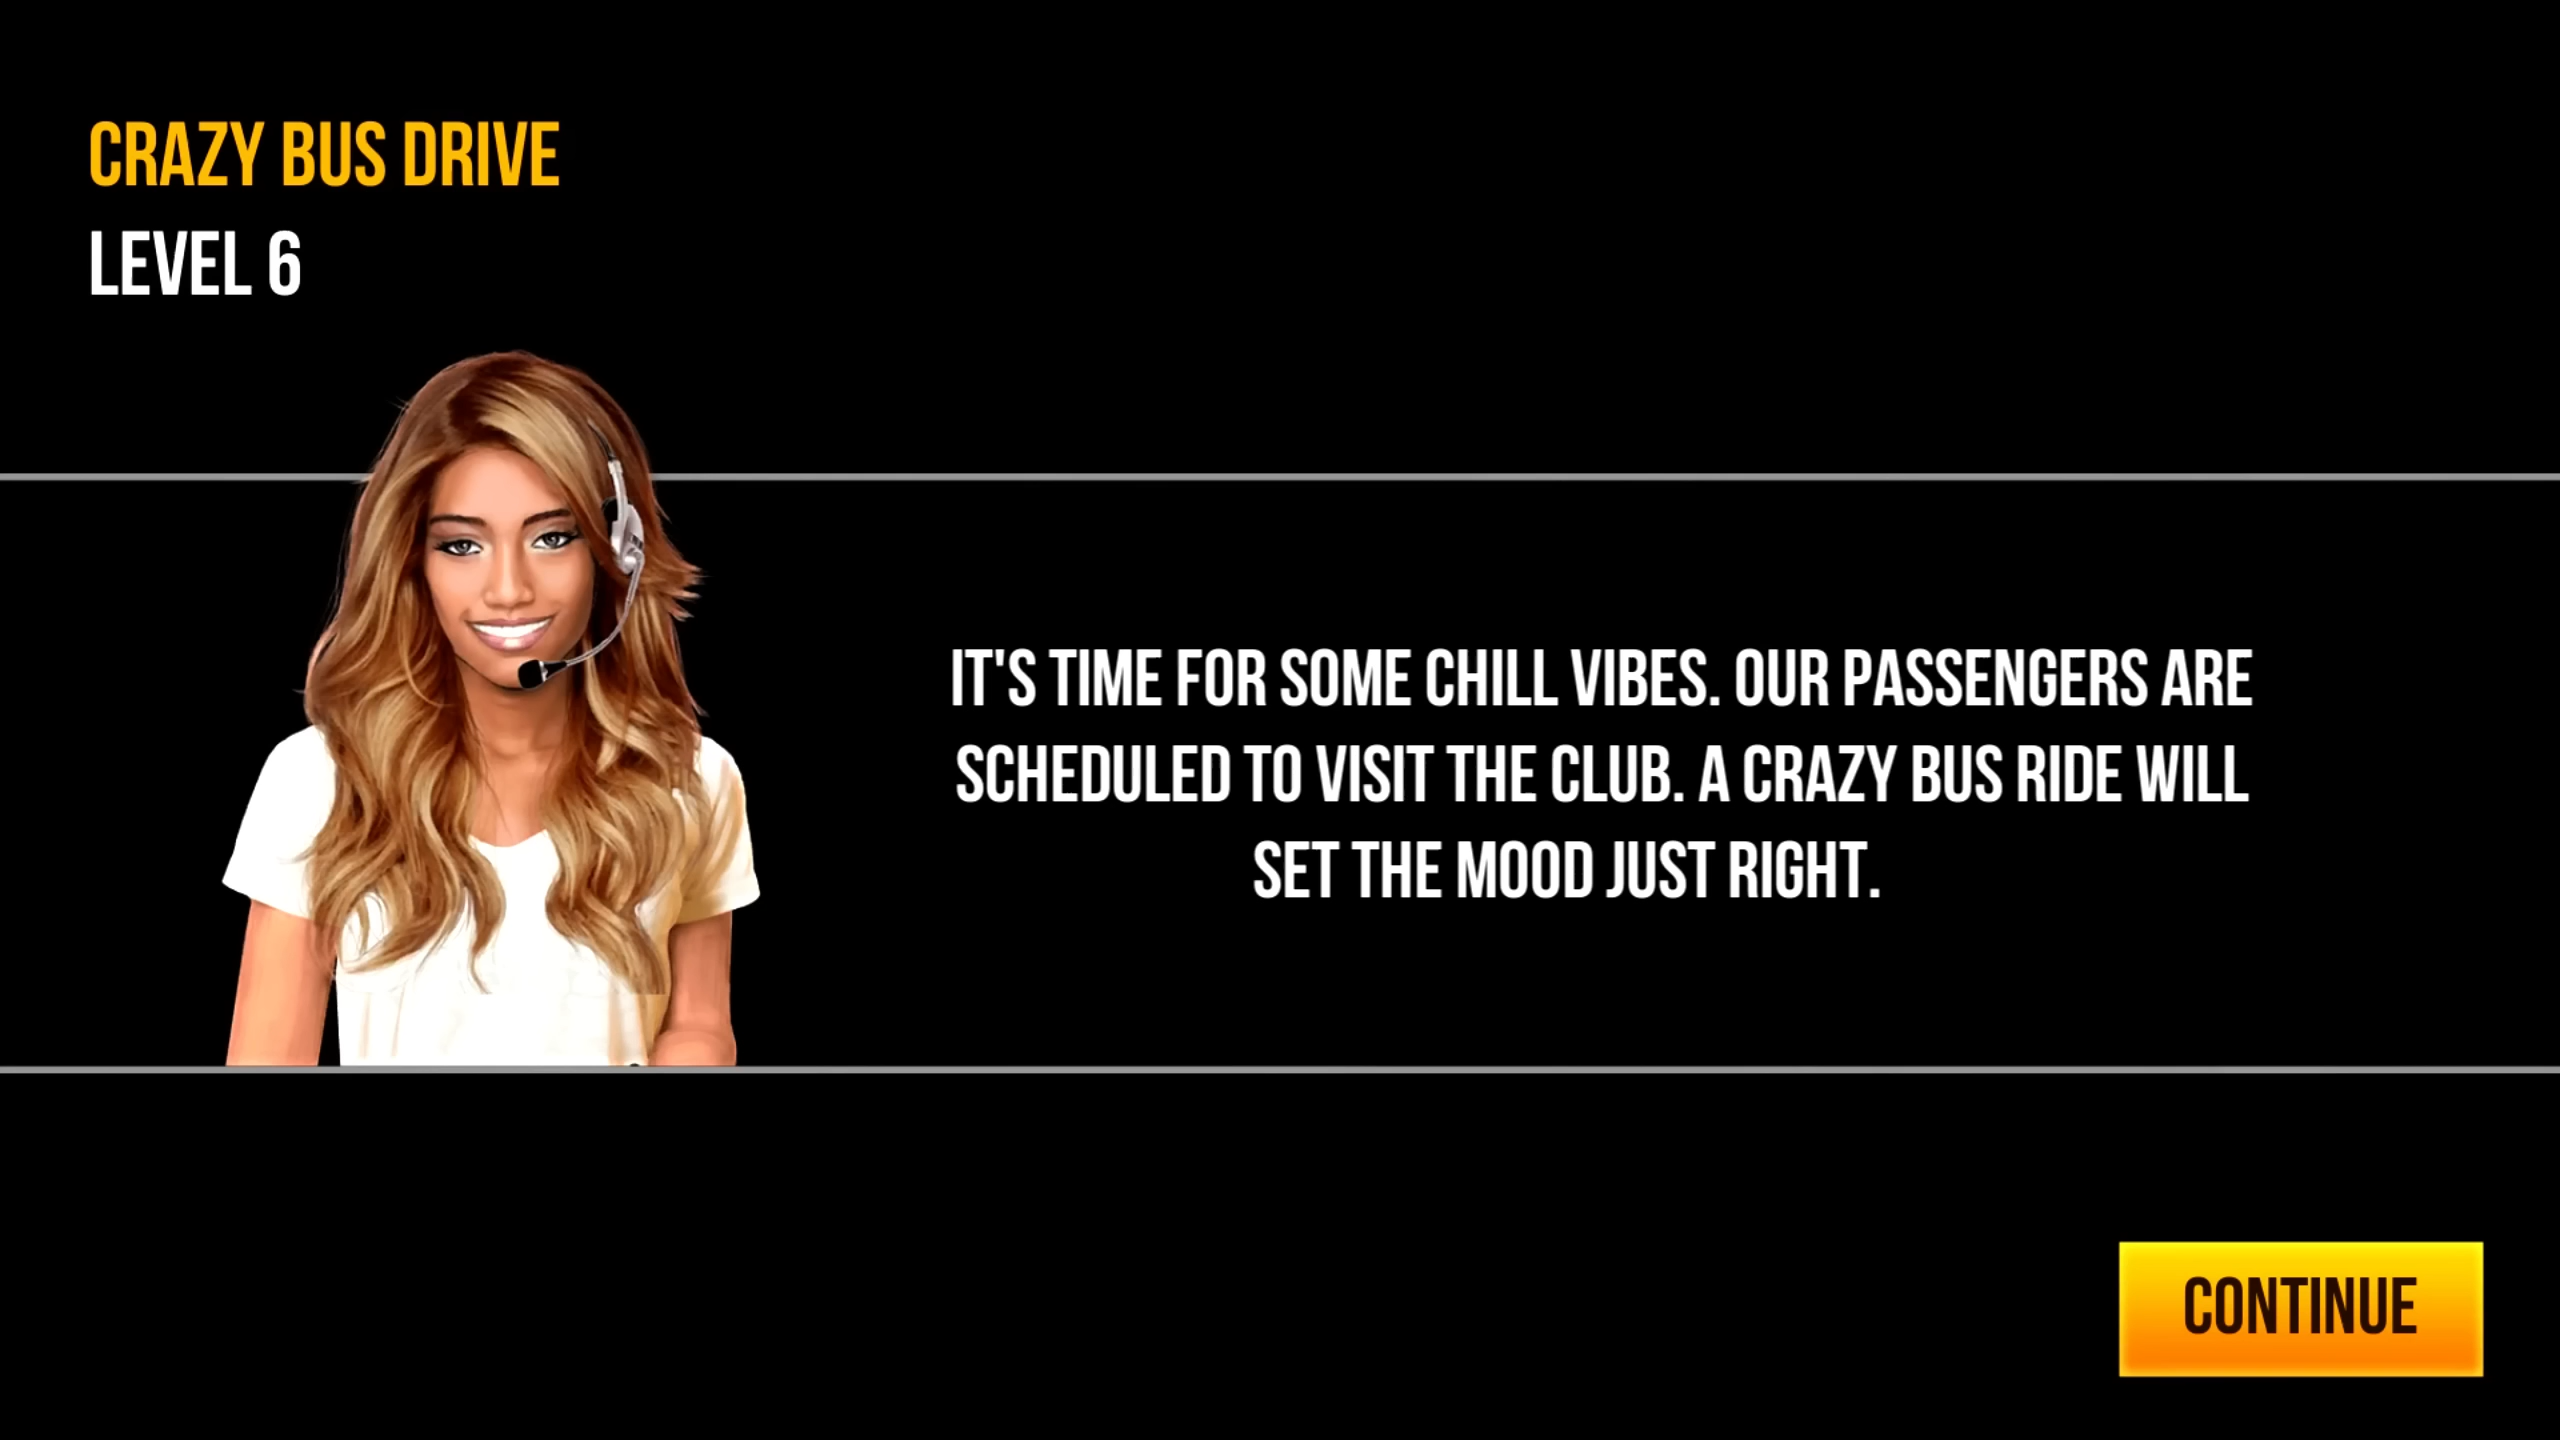 CRAZY BUS DRIVE
LEVEL 6
IT'S TIME FOR SOME CHILL VIBES. OUR PASSENGERS ARE
SCHEDULED TO VISIT THE CLUB. A CRAZY BUS RIDE WILL
SET THE MOOD JUST RIGHT.
CONTINUE